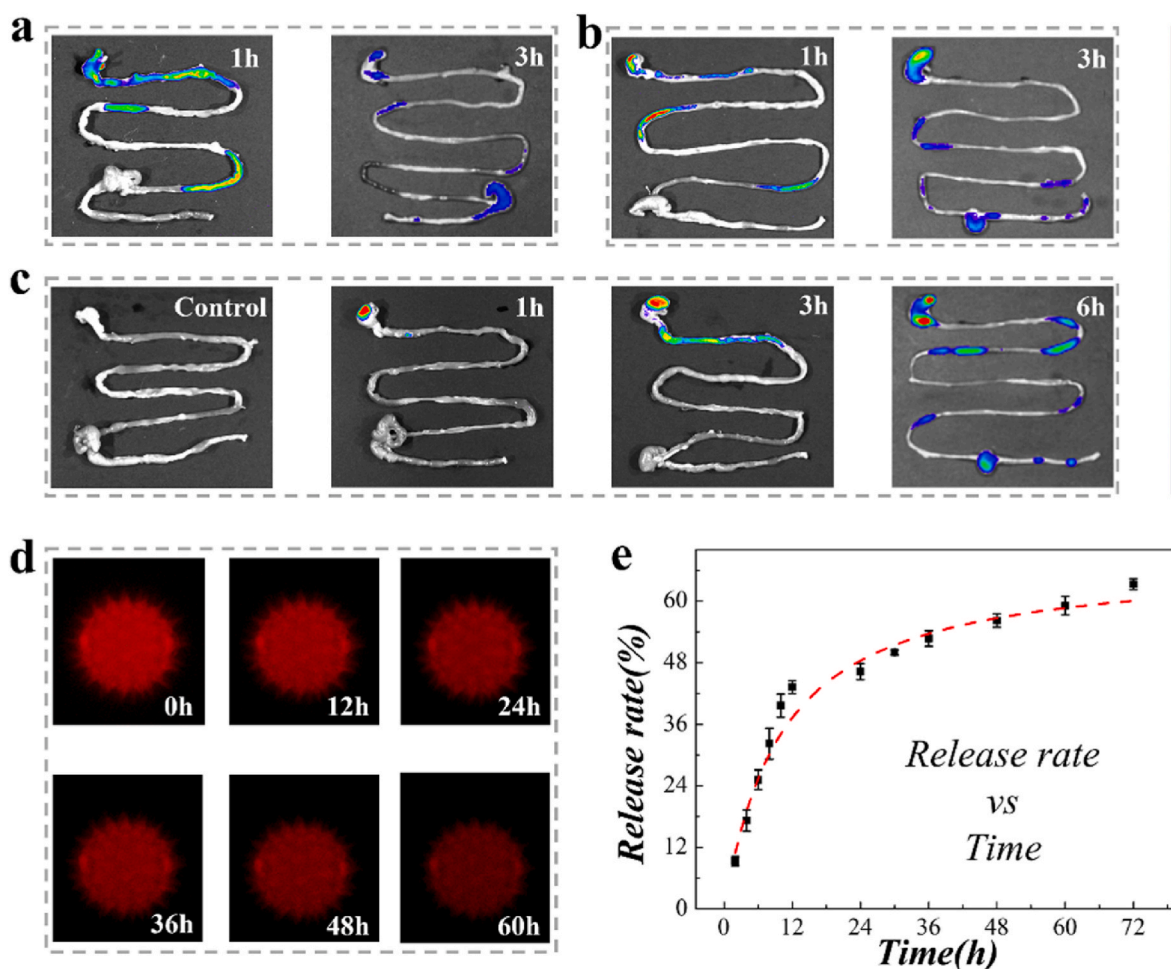 a
1h
3h
b
1h
3h
c
Control
1h
3h
6h
d
0h
12h
24h
36h
48h
60h
e
Release rate(%)
60
48
36
24
12
0
Release rate
vs
Time
0 12 24 36 48 60 72
Time(h)